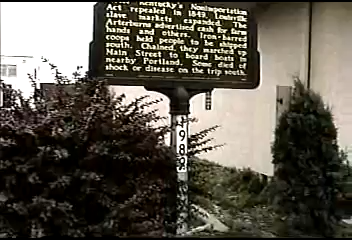 Kentucky's Nonimportation
Act repealed in 1849, Louisville
slave markets expanded. The
Arterburns advertised cash for farm
hands and others. Iron-barred
coops held people to be shipped
south. Chained, they marched up
Main Street to board boats in
nearby Portland. Some died of
shock or disease on the trip south.
1989